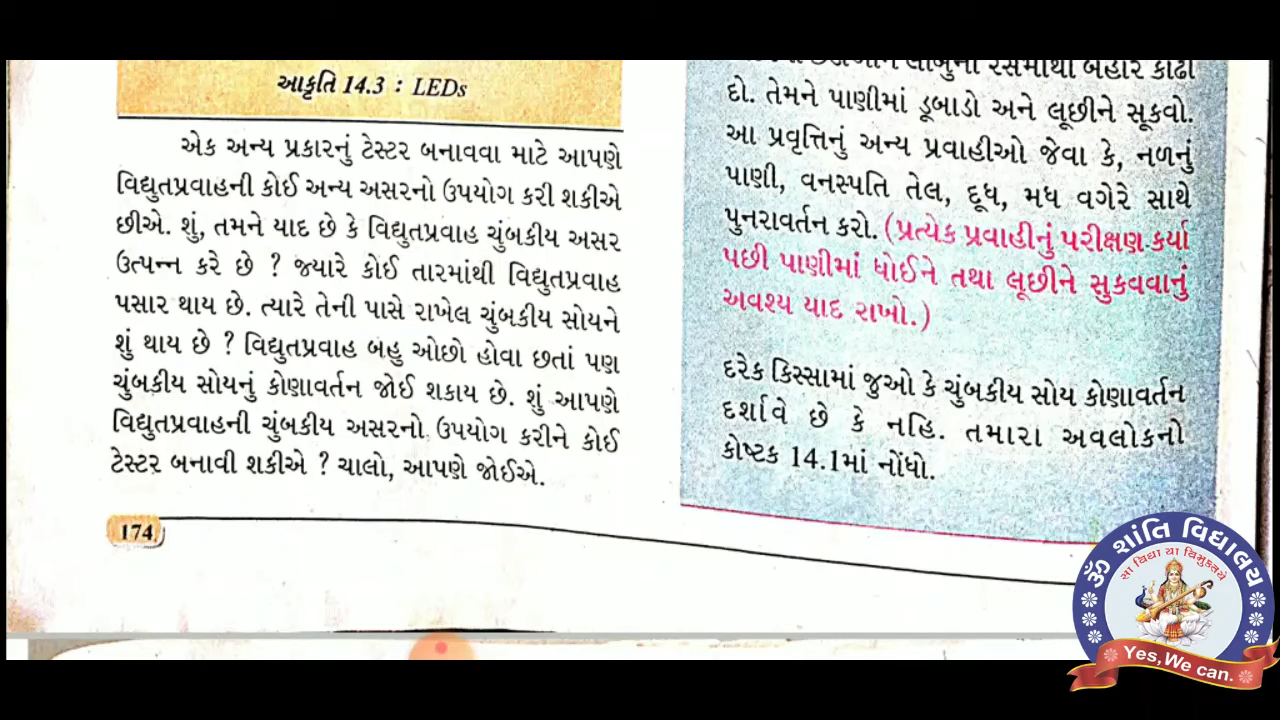 આકૃતિ 14.3 : LEDs
એક અન્ય પ્રકારનું ટેસ્ટર બનાવવા માટે આપણે
વિદ્યુતપ્રવાહની કોઈ અન્ય અસરનો ઉપયોગ કરી શકીએ
છીએ. શું, તમને યાદ છે કે વિદ્યુતપ્રવાહ ચુંબકીય અસર
ઉત્પન્ન કરે છે ? જ્યારે કોઈ તારમાંથી વિદ્યુતપ્રવાહ
પસાર થાય છે. ત્યારે તેની પાસે રાખેલ ચુંબકીય સોયને
શું થાય છે ? વિદ્યુતપ્રવાહ બહુ ઓછો હોવા છતાં પણ
ચુંબકીય સોયનું કોણાવર્તન જોઈ શકાય છે. શું આપણે
વિદ્યુતપ્રવાહની ચુંબકીય અસરનો ઉપયોગ કરીને કોઈ
ટેસ્ટર બનાવી શકીએ ? ચાલો, આપણે જોઈએ.
174
લીંબુના રસમાંથી બહાર કાઢી
દો. તેમને પાણીમાં ડૂબાડો અને લૂછીને સૂકવો.
આ પ્રવૃત્તિનું અન્ય પ્રવાહીઓ જેવા કે, નળનું
પાણી, વનસ્પતિ તેલ, દૂધ, મધ વગેરે સાથે
પુનરાવર્તન કરો. (પ્રત્યેક પ્રવાહીનું પરીક્ષણ કર્યા
પછી પાણીમાં ધોઈને તથા લૂછીને સુકવવાનું
અવશ્ય યાદ રાખો.)
દરેક કિસ્સામાં જુઓ કે ચુંબકીય સોય કોણાવર્તન
દર્શાવે છે કે નહિ. તમારા અવલોકનો
કોષ્ટક 14.1માં નોંધો.
ૐ શાંતિ વિદ્યાલય
સા વિદ્યા યા વિમુક્તયે
Yes, We can.